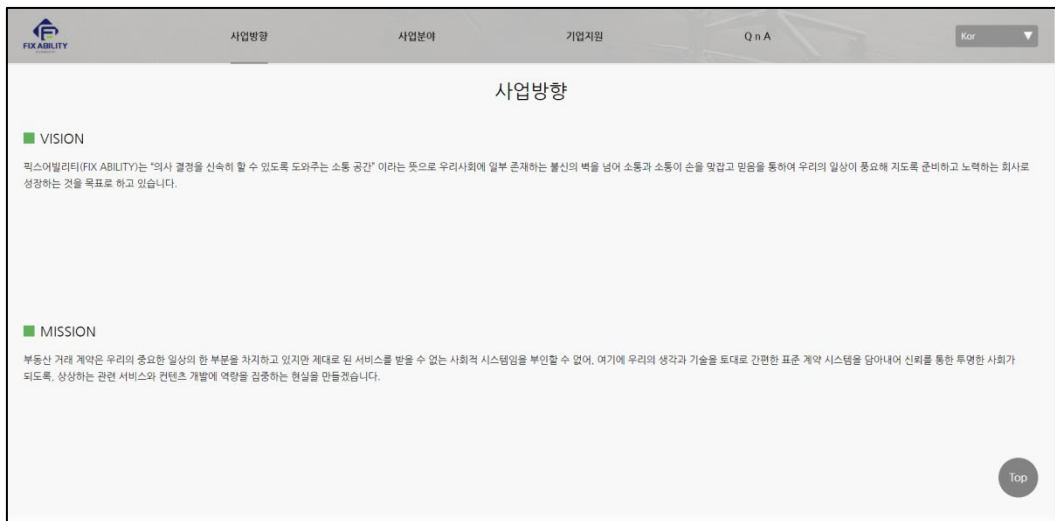 FIX ABILITY
사업방향
사업분야
기업지원
Q n A
Kor
사업방향
VISION
픽스어빌리티(FIX ABILITY)는 “의사 결정을 신속히 할 수 있도록 도와주는 소통 공간” 이라는 뜻으로 우리사회에 일부 존재하는 불신의 벽을 넘어 소통과 소통이 손을 맞잡고 믿음을 통하여 우리의 일상이 풍요해 지도록 준비하고 노력하는 회사로
성장하는 것을 목표로 하고 있습니다.
MISSION
부동산 거래 계약은 우리의 중요한 일상의 한 부분을 차지하고 있지만 제대로 된 서비스를 받을 수 없는 사회적 시스템임을 부인할 수 없어, 여기에 우리의 생각과 기술을 토대로 간편한 표준 계약 시스템을 담아내어 신뢰를 통한 투명한 사회가
되도록, 상상하는 관련 서비스와 컨텐츠 개발에 역량을 집중하는 현실을 만들겠습니다.
Top